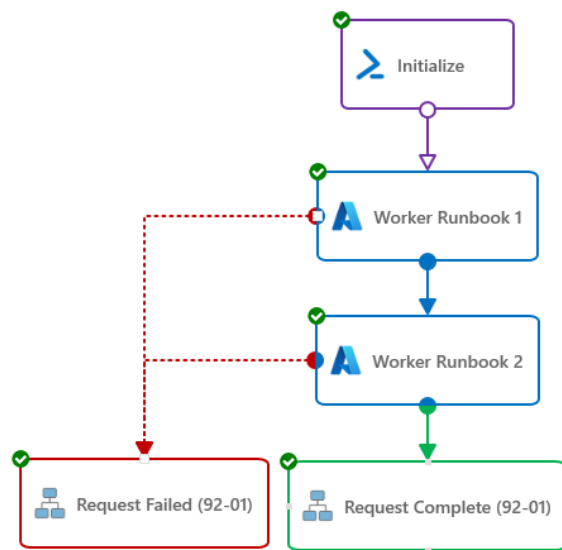 Initialize
Worker Runbook 1
Worker Runbook 2
Request Failed (92-01)
Request Complete (92-01)